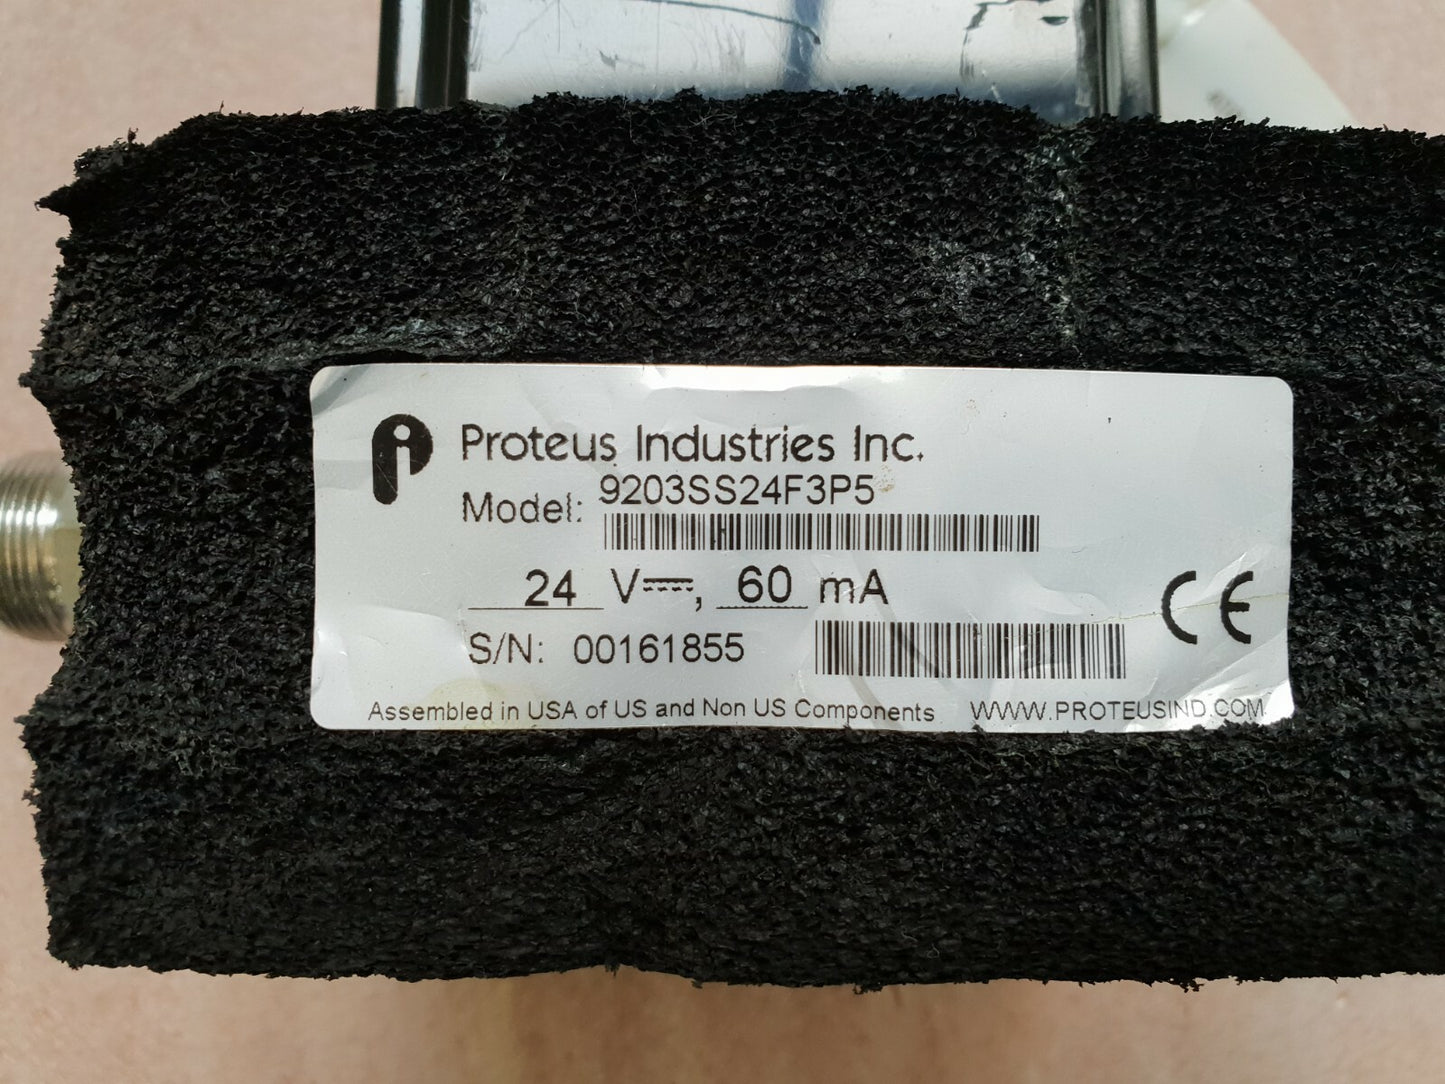 Proteus Industries Inc.
Model: 9203SS24F3P5
24 V, 60 mA
CE
S/N: 00161855
Assembled in USA of US and Non US Components WWW.PROTEUSIND.COM